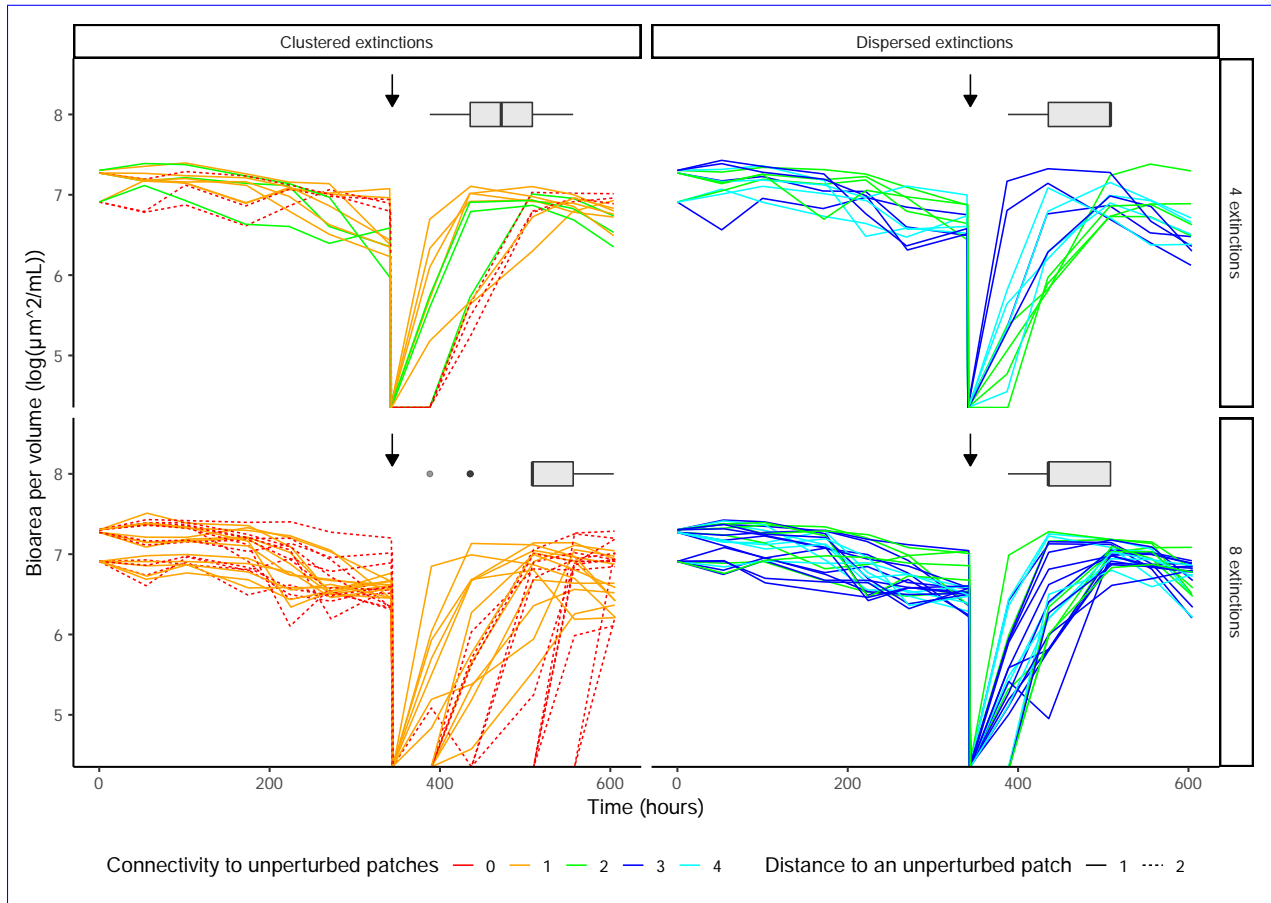 Clustered extinctions
Dispersed extinctions
8
7
6
5
4 extinctions
8
7
6
5
8 extinctions
0
200
400
600
0
200
400
600
Bioarea per volume (log(µm^2/mL))
Time (hours)
Connectivity to unperturbed patches 0 1 2 3 4 Distance to an unperturbed patch 1 2